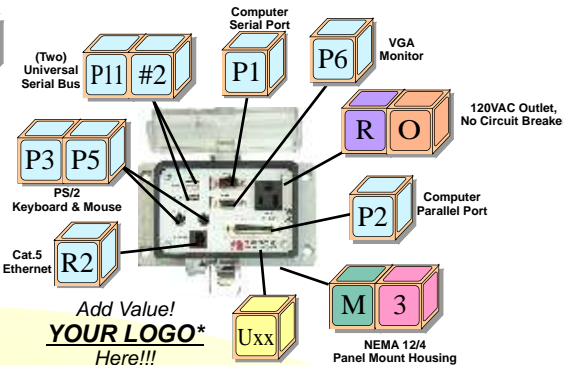 Computer
Serial Port
P1
VGA
Monitor
P6
(Two)
Universal
Serial Bus
P11 #2
R O
120VAC Outlet,
No Circuit Breake
P3 P5
PS/2
Keyboard & Mouse
P2
Computer
Parallel Port
Cat.5
Ethernet
R2
Add Value!
YOUR LOGO*
Here!!!
Uxx
M 3
NEMA 12/4
Panel Mount Housing